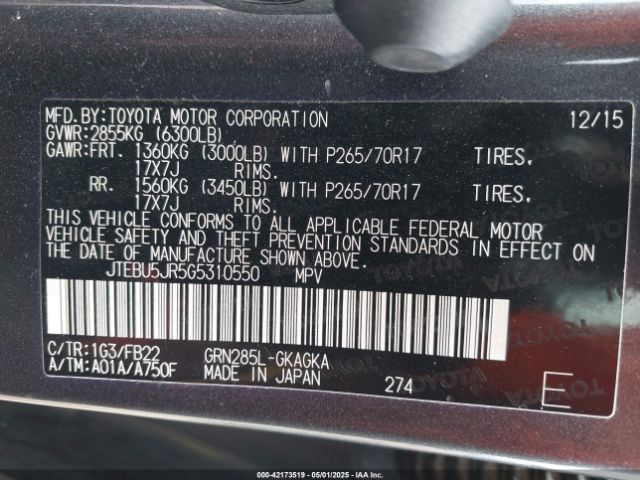 MFD.BY:TOYOTA MOTOR CORPORATION 12/15
GVWR:2855KG (6300LB)
GAWR:FRT. 1360KG (3000LB) WITH P265/70R17 TIRES.
17X7J RIMS.
RR. 1560KG (3450LB) WITH P265/70R17 TIRES.
17X7J RIMS.
THIS VEHICLE CONFORMS TO ALL APPLICABLE FEDERAL MOTOR
VEHICLE SAFETY AND THEFT PREVENTION STANDARDS IN EFFECT ON
THE DATE OF MANUFACTURE SHOWN ABOVE.
JTEBU5JR5G5310550 MPV
C/TR:1G3/FB22 GRN285L-GKAGKA
A/TM:A01A/A750F MADE IN JAPAN 274 E
000-42173519 - 05/01/2025 - IAA Inc.